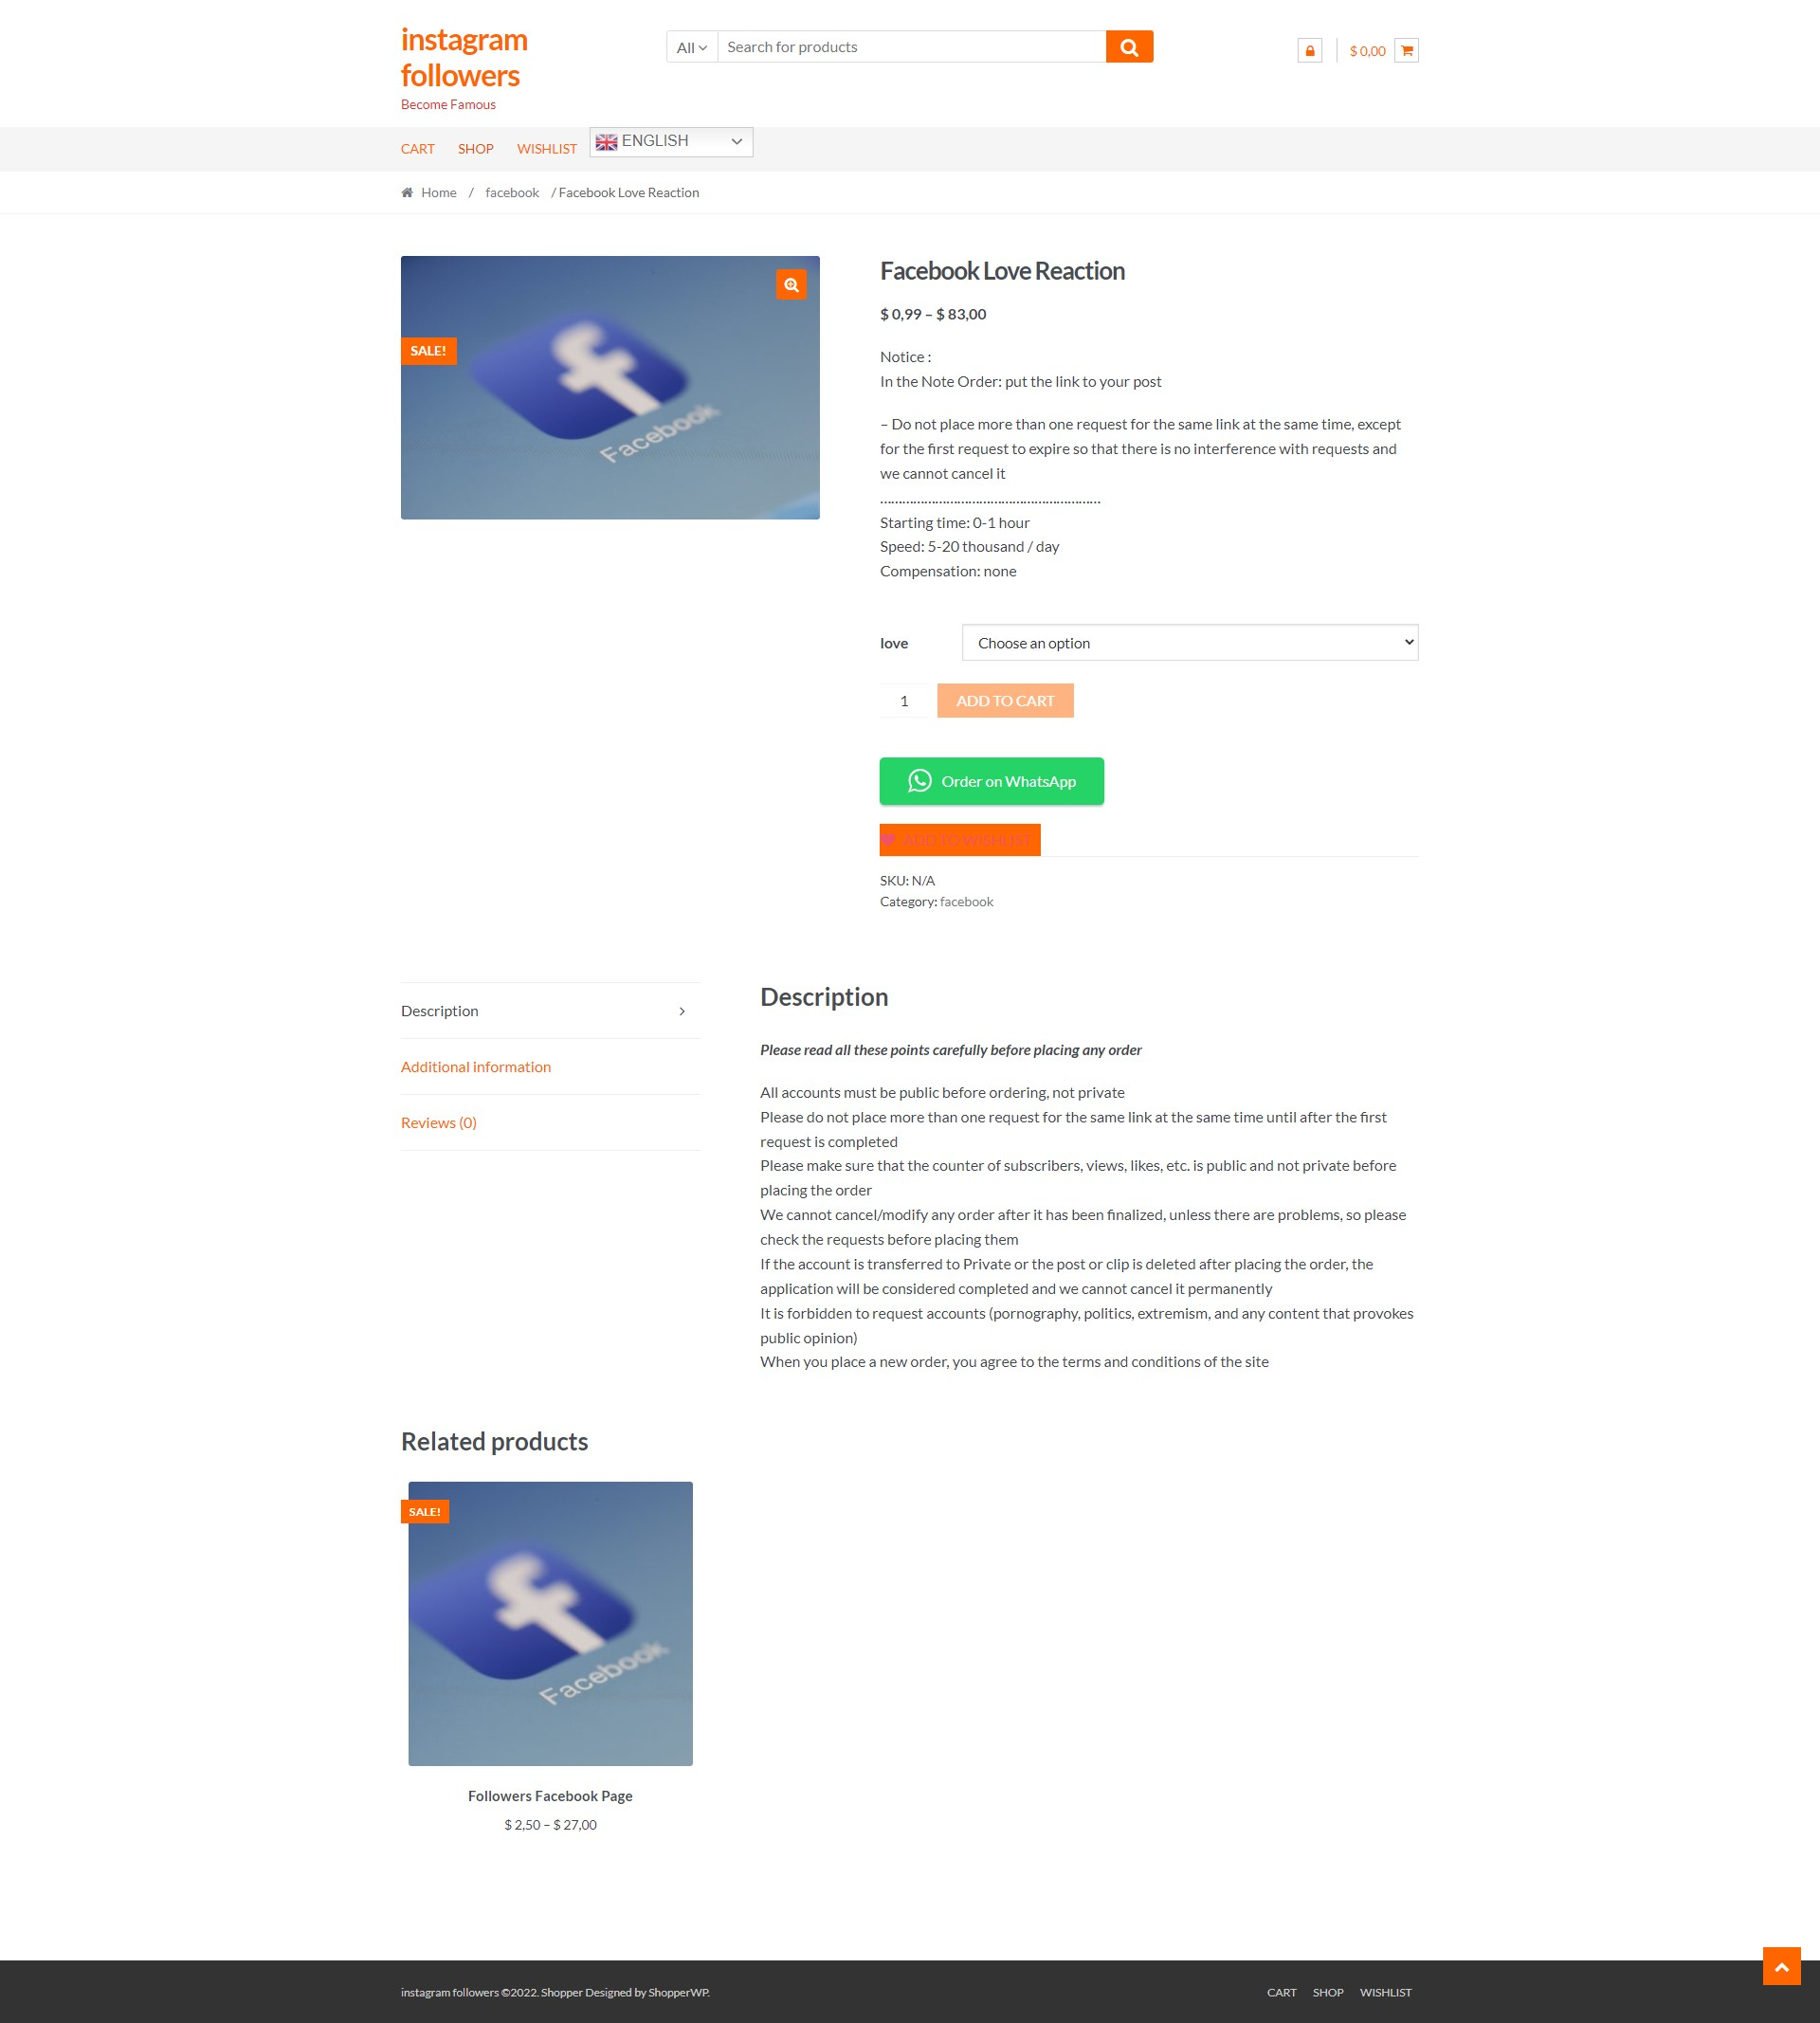 instagram
followers
Become Famous
All
Search for products
$ 0,00
CART
SHOP
WISHLIST
ENGLISH
Home / facebook / Facebook Love Reaction
SALE!
Facebook
Facebook Love Reaction
$ 0,99 – $ 83,00
Notice :
In the Note Order: put the link to your post
– Do not place more than one request for the same link at the same time, except
for the first request to expire so that there is no interference with requests and
we cannot cancel it
……………………………………………………
Starting time: 0-1 hour
Speed: 5-20 thousand / day
Compensation: none
love
Choose an option
1
ADD TO CART
Order on WhatsApp
ADD TO WISHLIST
SKU: N/A
Category: facebook
Description
Additional information
Reviews (0)
Description
Please read all these points carefully before placing any order
All accounts must be public before ordering, not private
Please do not place more than one request for the same link at the same time until after the first
request is completed
Please make sure that the counter of subscribers, views, likes, etc. is public and not private before
placing the order
We cannot cancel/modify any order after it has been finalized, unless there are problems, so please
check the requests before placing them
If the account is transferred to Private or the post or clip is deleted after placing the order, the
application will be considered completed and we cannot cancel it permanently
It is forbidden to request accounts (pornography, politics, extremism, and any content that provokes
public opinion)
When you place a new order, you agree to the terms and conditions of the site
Related products
SALE!
Facebook
Followers Facebook Page
$ 2,50 – $ 27,00
instagram followers ©2022. Shopper Designed by ShopperWP.
CART
SHOP
WISHLIST